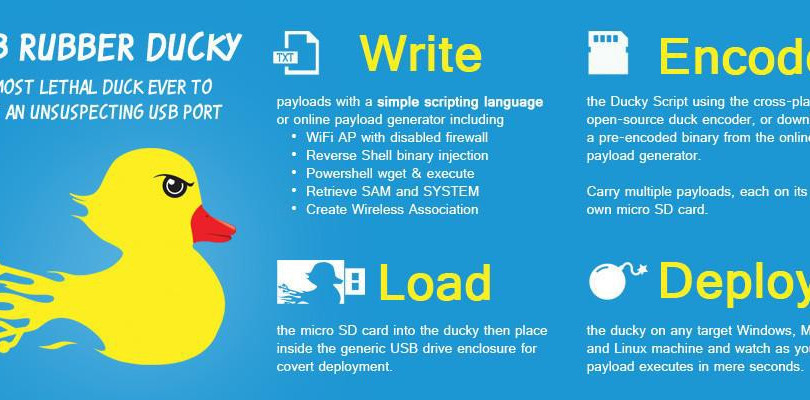 B RUBBER DUCKY
MOST LETHAL DUCK EVER TO
AN UNSUSPECTING USB PORT
TXT
Write
payloads with a simple scripting language
or online payload generator including
• WiFi AP with disabled firewall
• Reverse Shell binary injection
• Powershell wget & execute
• Retrieve SAM and SYSTEM
• Create Wireless Association
Encode
the Ducky Script using the cross-pla
open-source duck encoder, or down
a pre-encoded binary from the online
payload generator.
Carry multiple payloads, each on its
own micro SD card.
Load
the micro SD card into the ducky then place
inside the generic USB drive enclosure for
covert deployment.
Deploy
the ducky on any target Windows, M
and Linux machine and watch as yo
payload executes in mere seconds.